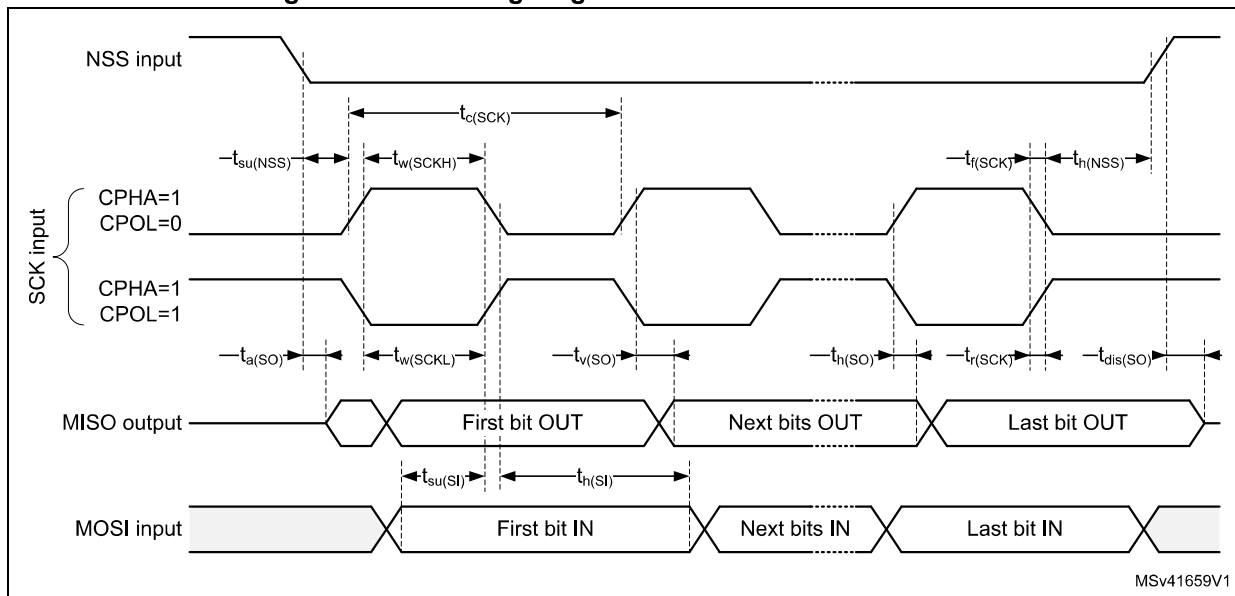 NSS input
tc(SCK)
tsu(NSS) tw(SCKH) tf(SCK) th(NSS)
CPHA=1
CPOL=0
SCK input
CPHA=1
CPOL=1
ta(SO) tw(SCKL) tv(SO) th(SO) tr(SCK) tdis(SO)
MISO output First bit OUT Next bits OUT Last bit OUT
tsu(SI) th(SI)
MOSI input First bit IN Next bits IN Last bit IN
MSv41659V1